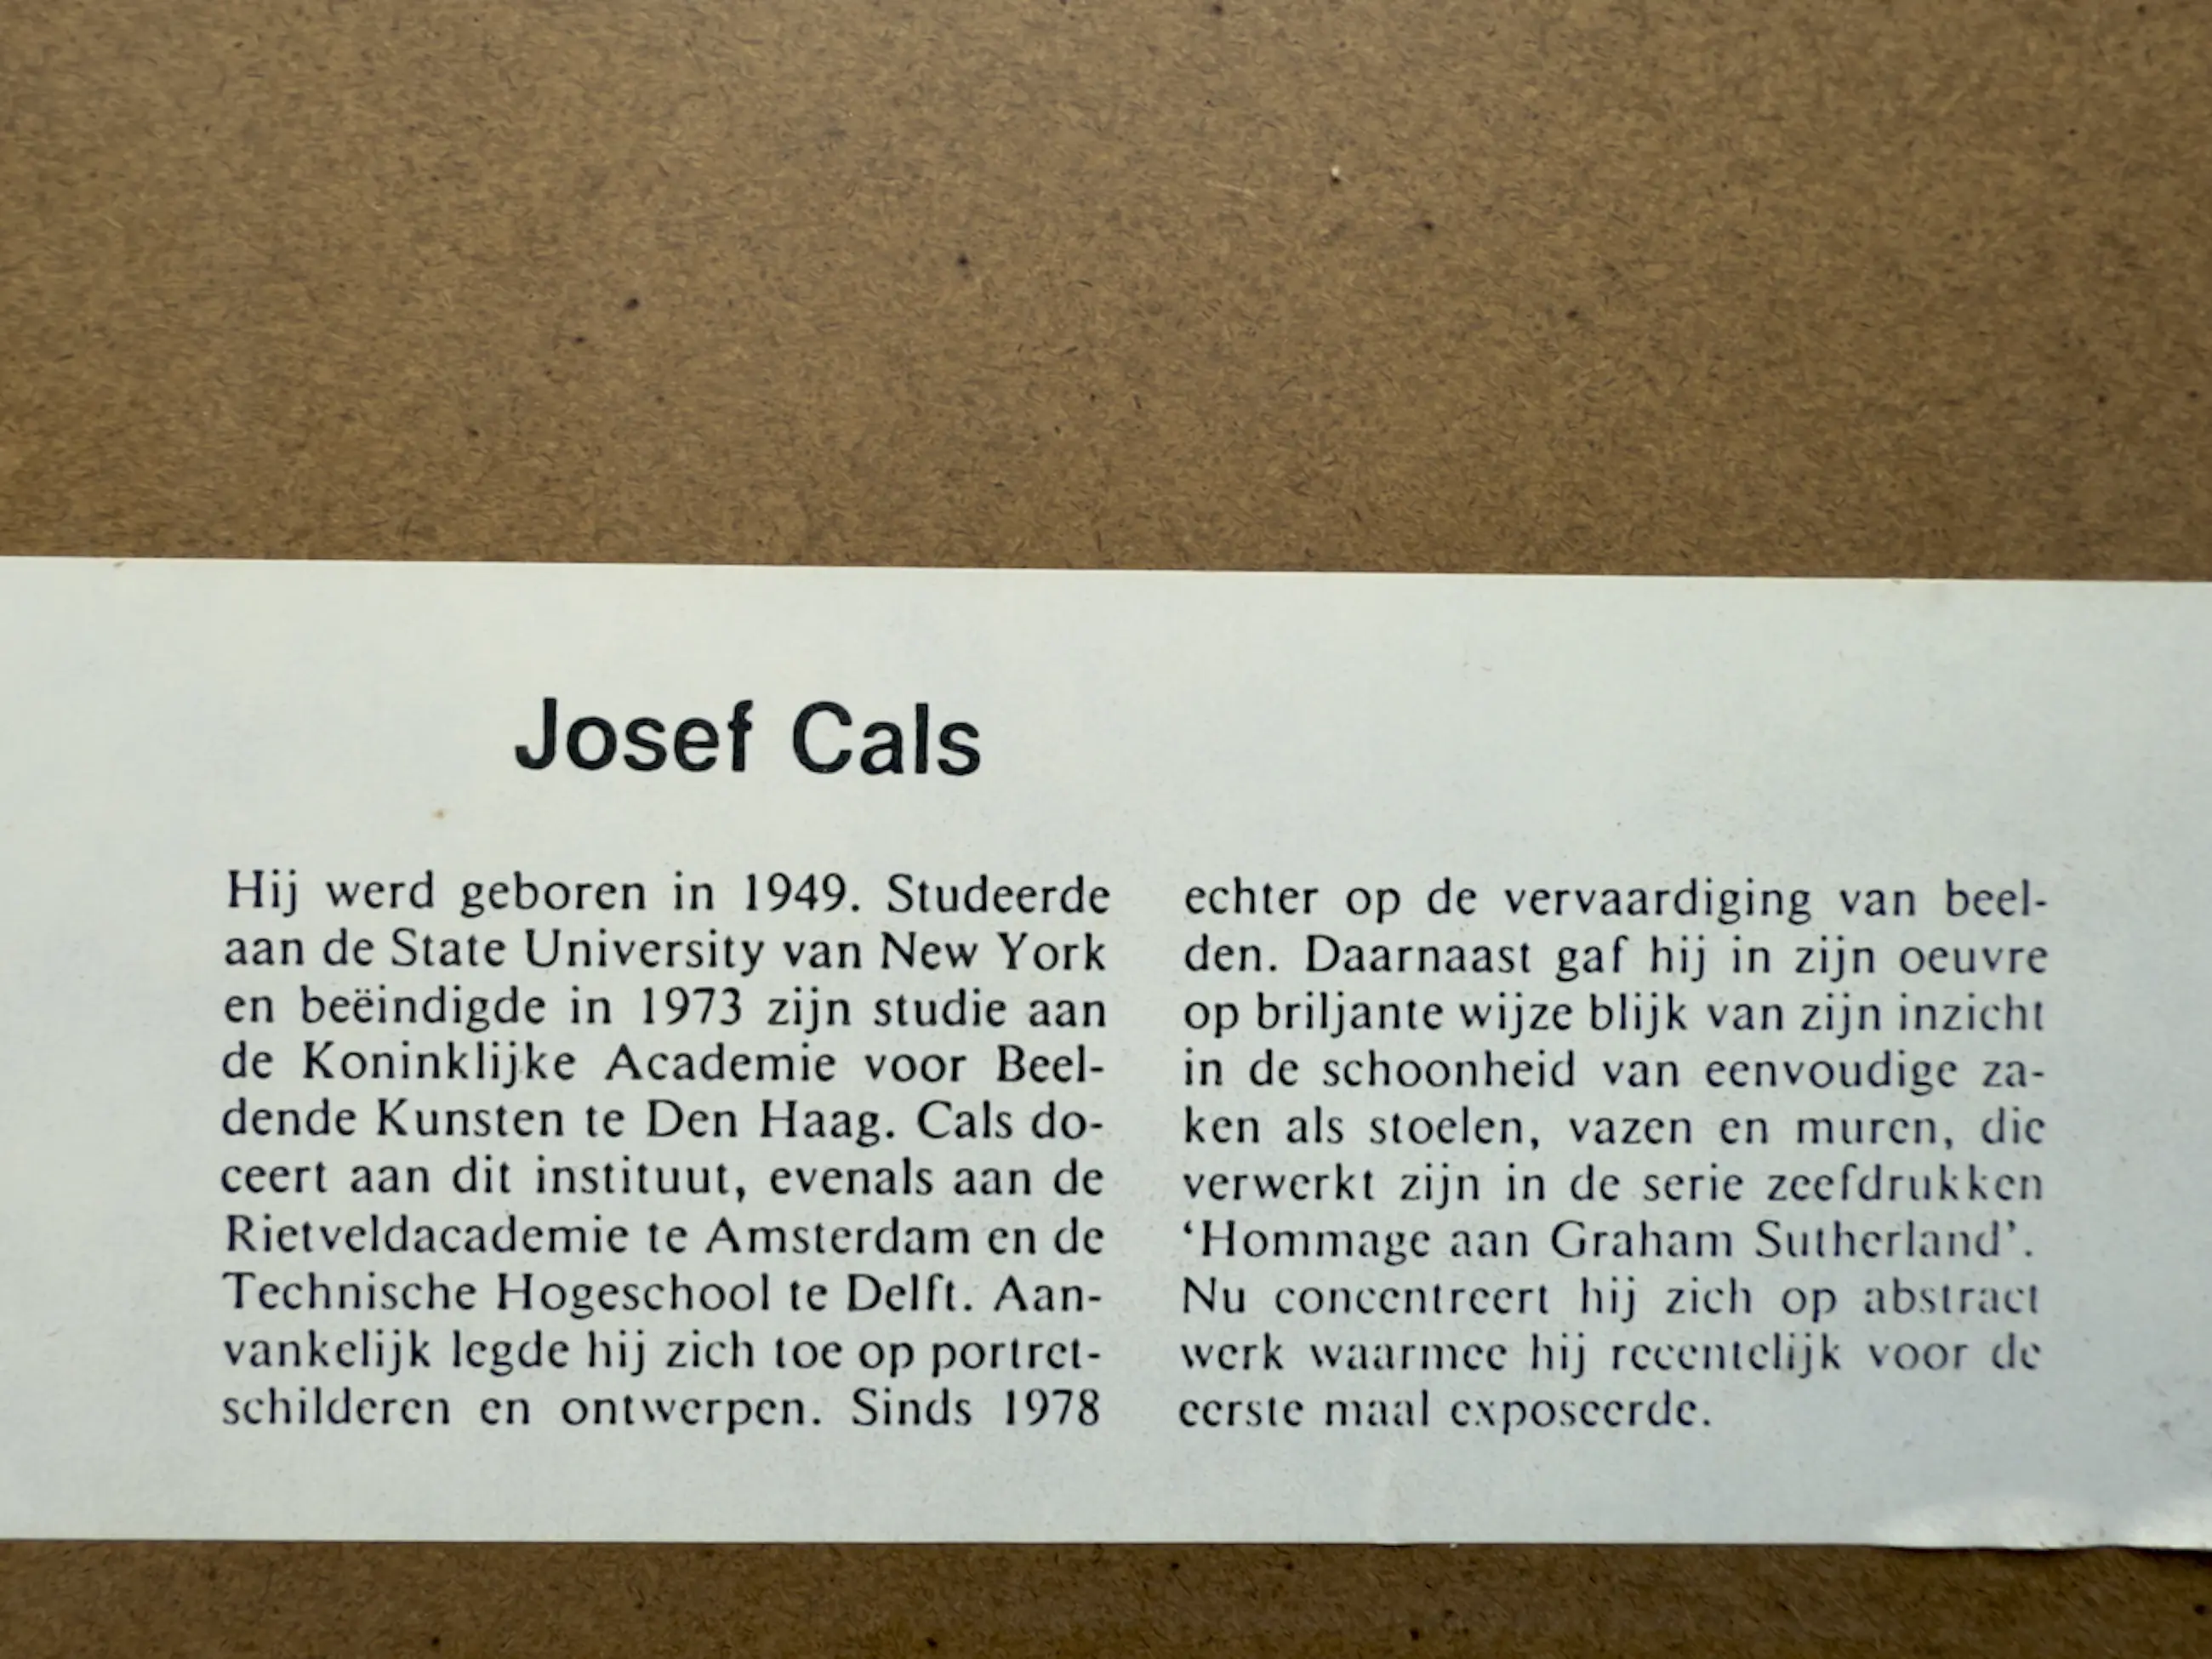 Josef Cals
Hij werd geboren in 1949. Studeerde
aan de State University van New York
en beëindigde in 1973 zijn studie aan
de Koninklijke Academie voor Beel-
dende Kunsten te Den Haag. Cals do-
ceert aan dit instituut, evenals aan de
Rietveldacademie te Amsterdam en de
Technische Hogeschool te Delft. Aan-
vankelijk legde hij zich toe op portret-
schilderen en ontwerpen. Sinds 1978
echter op de vervaardiging van beel-
den. Daarnaast gaf hij in zijn oeuvre
op briljante wijze blijk van zijn inzicht
in de schoonheid van eenvoudige za-
ken als stoelen, vazen en muren, die
verwerkt zijn in de serie zeefdrukken
‘Hommage aan Graham Sutherland’.
Nu concentreert hij zich op abstract
werk waarmee hij recentelijk voor de
eerste maal exposeerde.